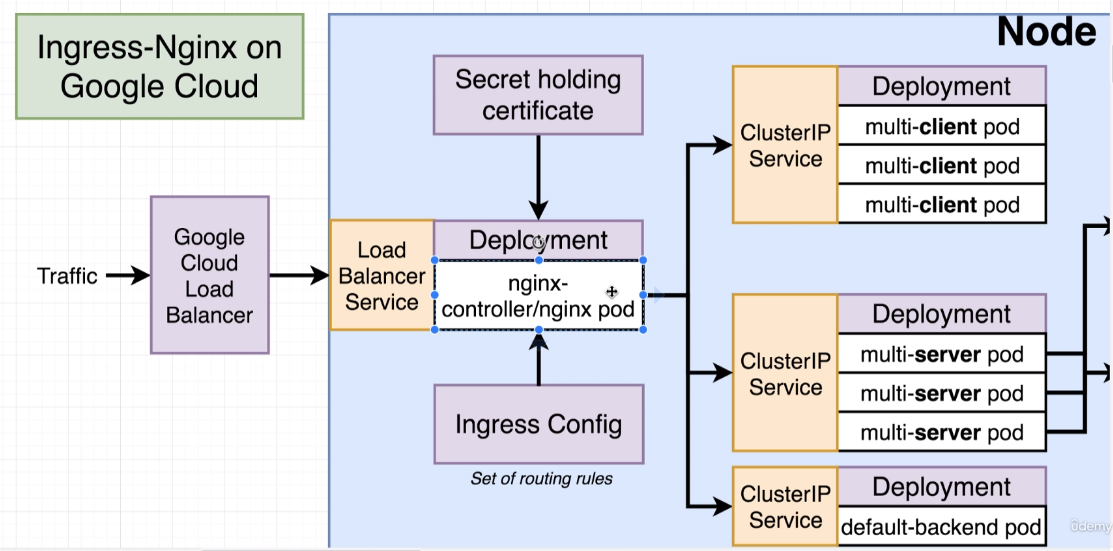 Ingress-Nginx on
Google Cloud
Node
Secret holding
certificate
Traffic
Google
Cloud
Load
Balancer
Load
Balancer
Service
Deployment
nginx-
controller/nginx pod
Ingress Config
Set of routing rules
ClusterIP
Service
Deployment
multi-client pod
multi-client pod
multi-client pod
ClusterIP
Service
Deployment
multi-server pod
multi-server pod
multi-server pod
ClusterIP
Service
Deployment
default-backend pod
ûdemy